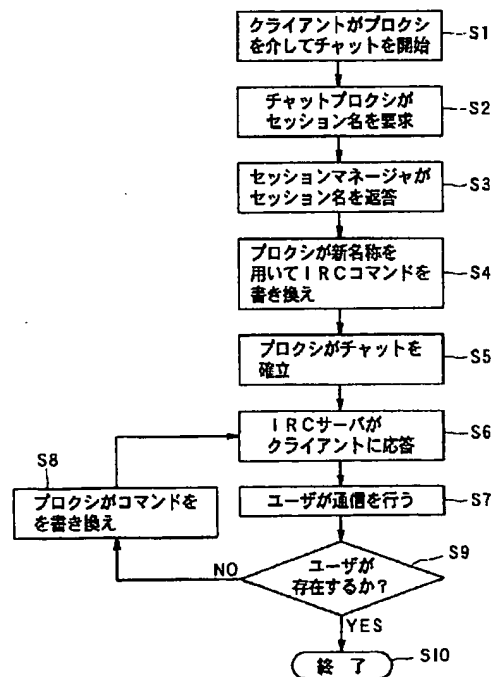 クライアントがプロクシ
を介してチャットを開始
S1
チャットプロクシが
セッション名を要求
S2
セッションマネージャが
セッション名を返答
S3
プロクシが新名称を
用いてIRCコマンドを
書き換え
S4
プロクシがチャットを
確立
S5
IRCサーバが
クライアントに応答
S6
S8
プロクシがコマンドを
を書き換え
ユーザが通信を行う
S7
ユーザが
存在するか?
S9
NO
YES
終 了
S10